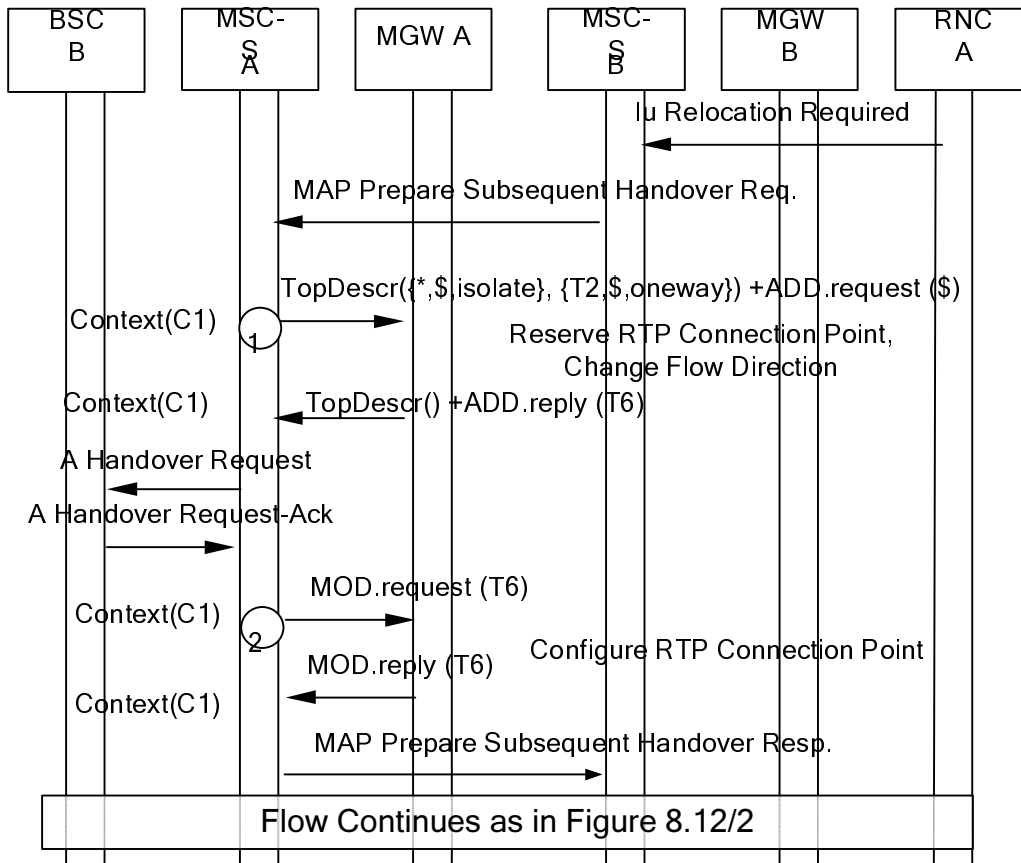 BSC
B
MSC-
S
A
MGW A
MSC-
S
B
MGW
B
RNC
A
Iu Relocation Required
MAP Prepare Subsequent Handover Req.
TopDescr({*,$,isolate}, {T2,$,oneway}) +ADD.request ($)
Context(C1)
1
Reserve RTP Connection Point,
Change Flow Direction
Context(C1)
TopDescr() +ADD.reply (T6)
A Handover Request
A Handover Request-Ack
MOD.request (T6)
Context(C1)
2
Configure RTP Connection Point
MOD.reply (T6)
Context(C1)
MAP Prepare Subsequent Handover Resp.
Flow Continues as in Figure 8.12/2